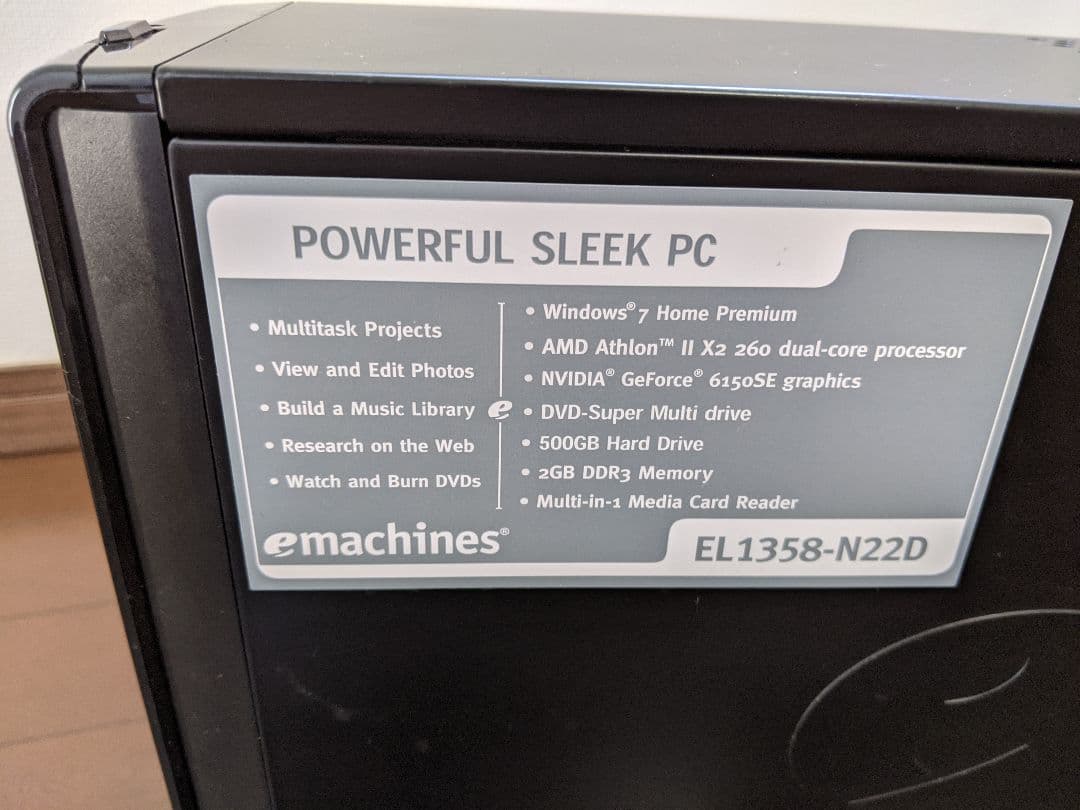 POWERFUL SLEEK PC
• Multitask Projects
• View and Edit Photos
• Build a Music Library
• Research on the Web
• Watch and Burn DVDs
e
• Windows® 7 Home Premium
• AMD Athlon™ II X2 260 dual-core processor
• NVIDIA® GeForce® 6150SE graphics
• DVD-Super Multi drive
• 500GB Hard Drive
• 2GB DDR3 Memory
• Multi-in-1 Media Card Reader
emachines®
EL1358-N22D